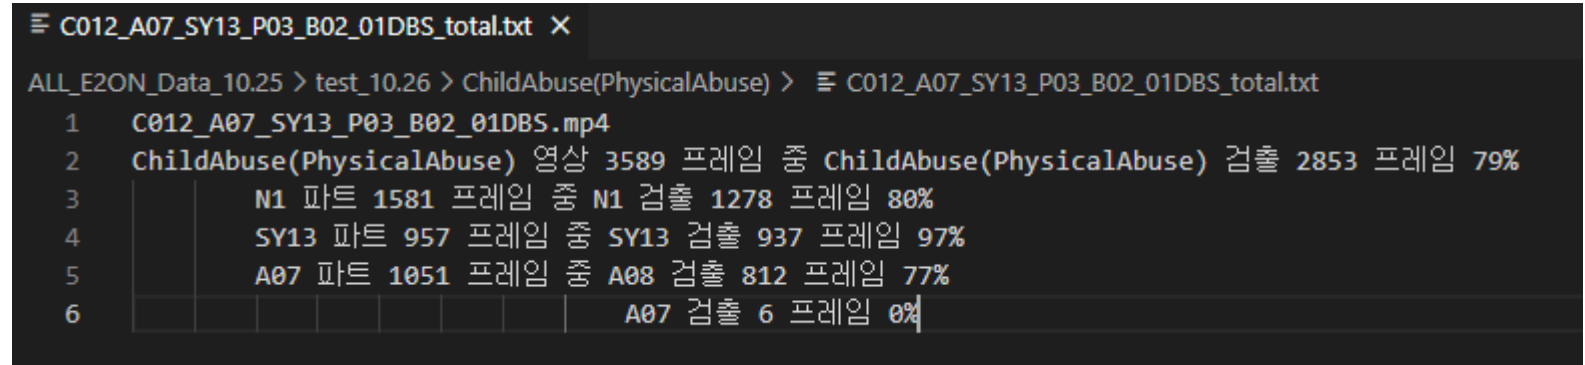 C012_A07_SY13_P03_B02_01DBS_total.txt ×
ALL_E2ON_Data_10.25 > test_10.26 > ChildAbuse(PhysicalAbuse) > C012_A07_SY13_P03_B02_01DBS_total.txt
1 C012_A07_SY13_P03_B02_01DBS.mp4
2 ChildAbuse(PhysicalAbuse) 영상 3589 프레임 중 ChildAbuse(PhysicalAbuse) 검출 2853 프레임 79%
3 N1 파트 1581 프레임 중 N1 검출 1278 프레임 80%
4 SY13 파트 957 프레임 중 SY13 검출 937 프레임 97%
5 A07 파트 1051 프레임 중 A08 검출 812 프레임 77%
6 A07 검출 6 프레임 0%